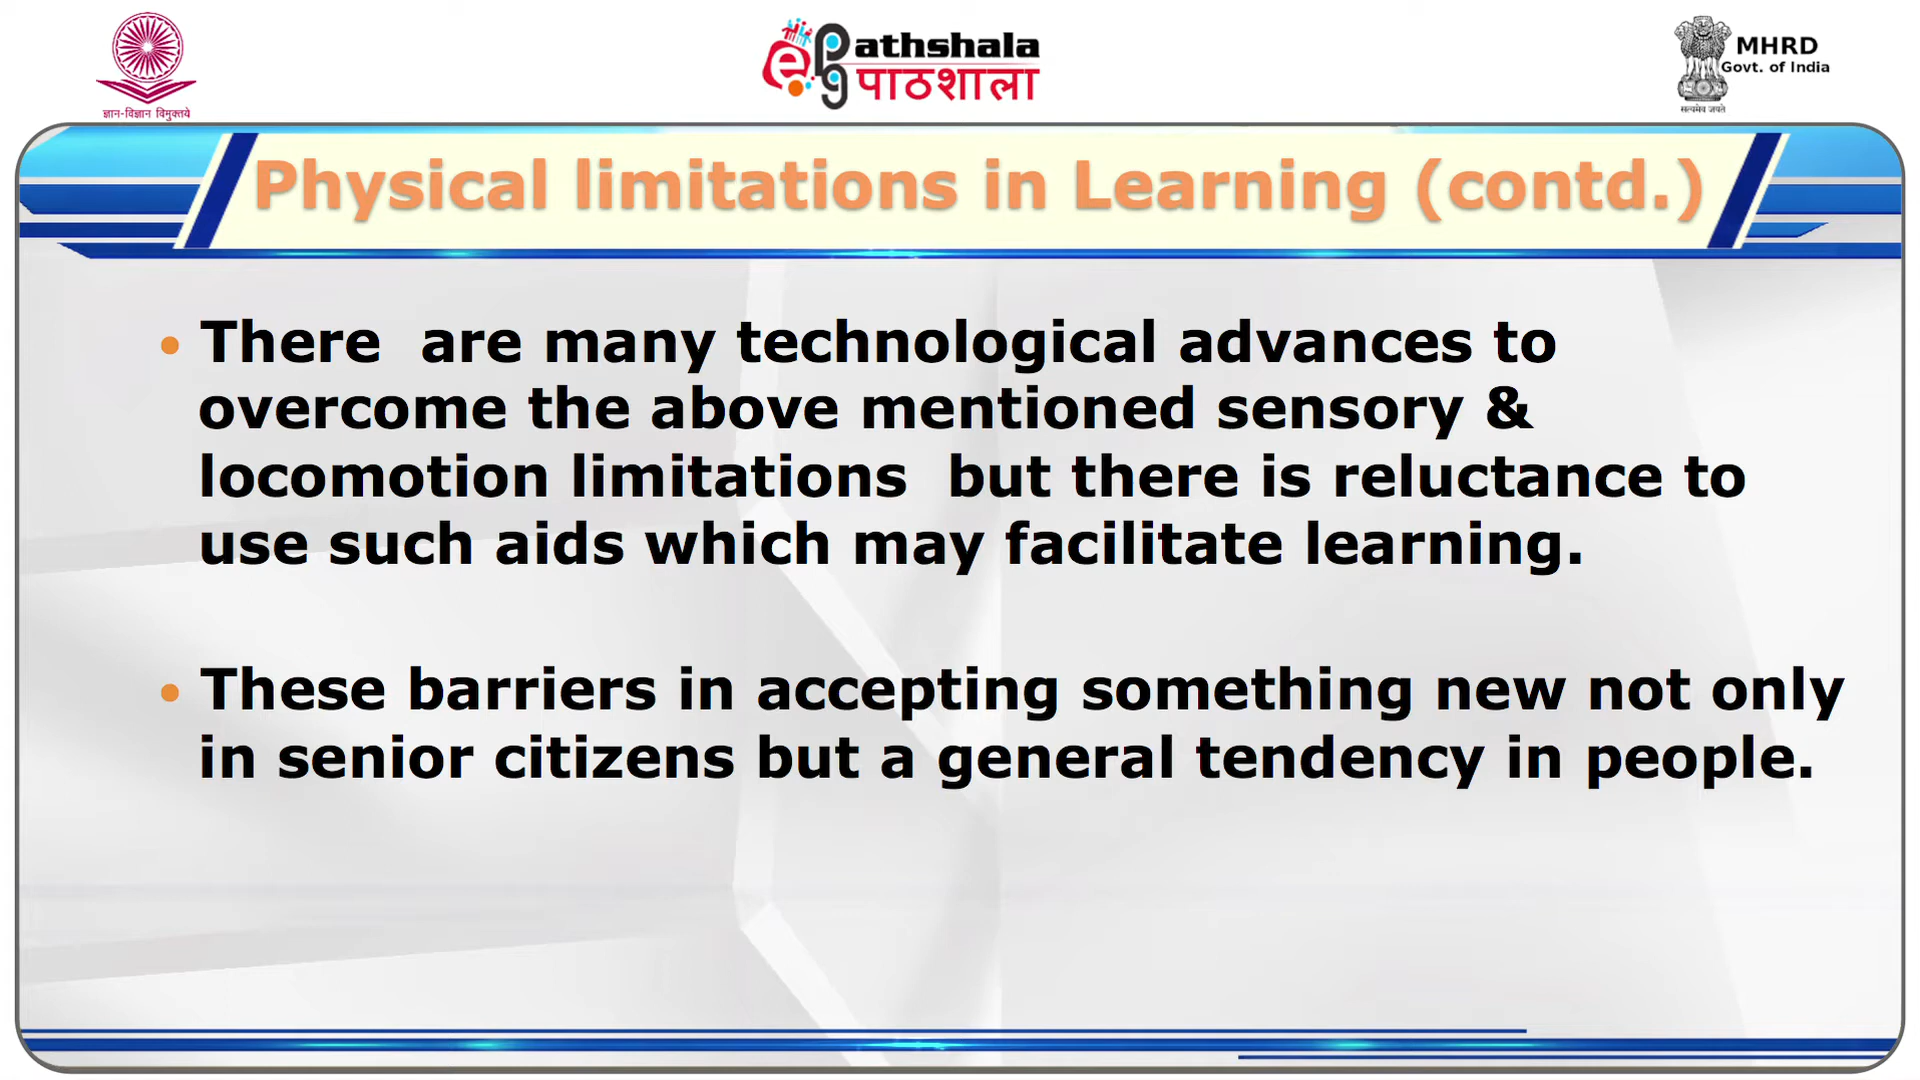 ज्ञान-विज्ञान विमुक्तये
e pg Pathshala
पाठशाला
MHRD
Govt. of India
सत्यमेव जयते
Physical limitations in Learning (contd.)
• There are many technological advances to
overcome the above mentioned sensory &
locomotion limitations but there is reluctance to
use such aids which may facilitate learning.
• These barriers in accepting something new not only
in senior citizens but a general tendency in people.